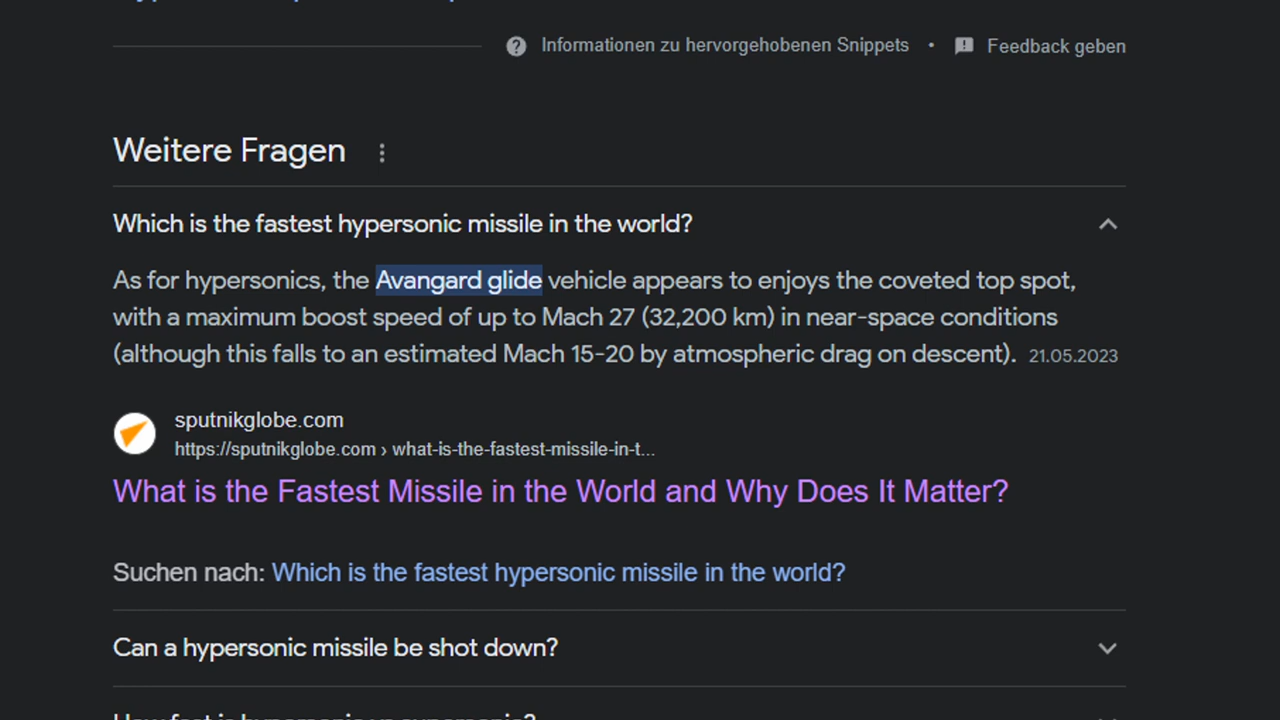 Informationen zu hervorgehobenen Snippets • Feedback geben
Weitere Fragen
Which is the fastest hypersonic missile in the world?
As for hypersonics, the Avangard glide vehicle appears to enjoys the coveted top spot,
with a maximum boost speed of up to Mach 27 (32,200 km) in near-space conditions
(although this falls to an estimated Mach 15-20 by atmospheric drag on descent). 21.05.2023
sputnikglobe.com
https://sputnikglobe.com › what-is-the-fastest-missile-in-t...
What is the Fastest Missile in the World and Why Does It Matter?
Suchen nach: Which is the fastest hypersonic missile in the world?
Can a hypersonic missile be shot down?